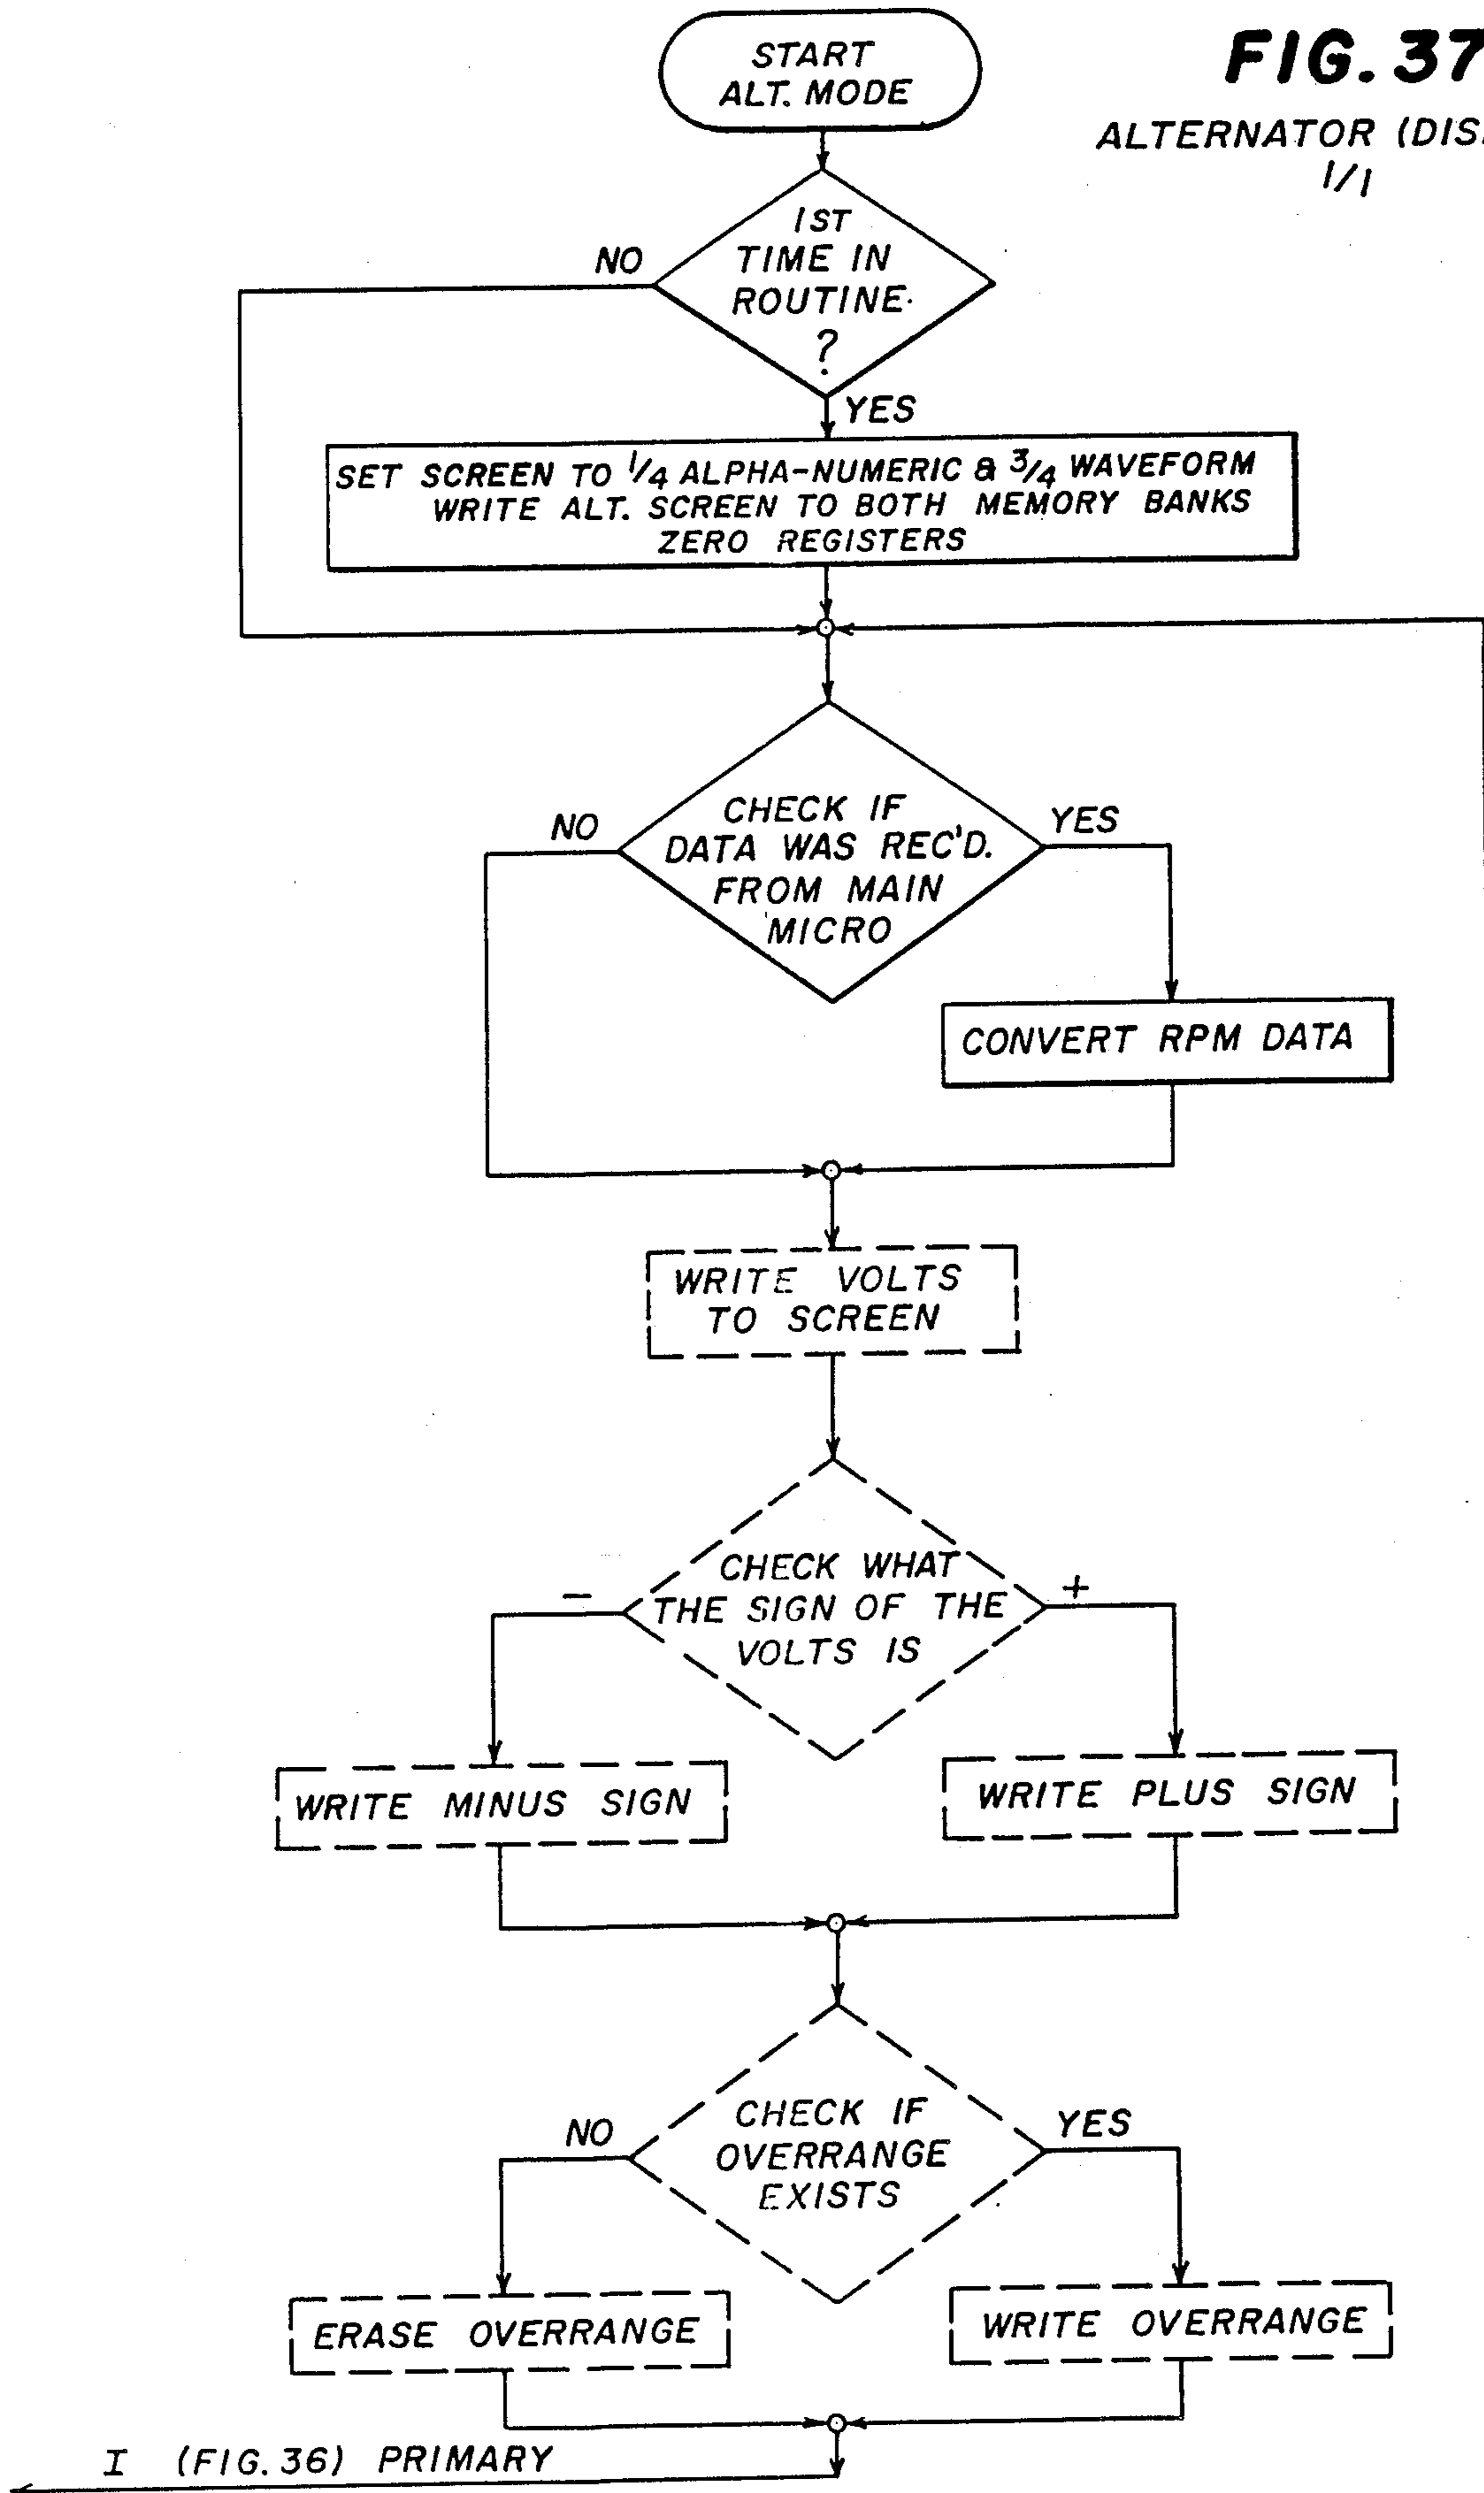 START
ALT. MODE
FIG. 37
ALTERNATOR (DIS
1/1
1ST
TIME IN
ROUTINE.
?
NO
YES
SET SCREEN TO 1/4 ALPHA-NUMERIC & 3/4 WAVEFORM
WRITE ALT. SCREEN TO BOTH MEMORY BANKS
ZERO REGISTERS
CHECK IF
DATA WAS REC'D.
FROM MAIN
MICRO
NO
YES
CONVERT RPM DATA
WRITE VOLTS
TO SCREEN
CHECK WHAT
THE SIGN OF THE
VOLTS IS
−
+
WRITE MINUS SIGN
WRITE PLUS SIGN
CHECK IF
OVERRANGE
EXISTS
NO
YES
ERASE OVERRANGE
WRITE OVERRANGE
I (FIG. 36) PRIMARY